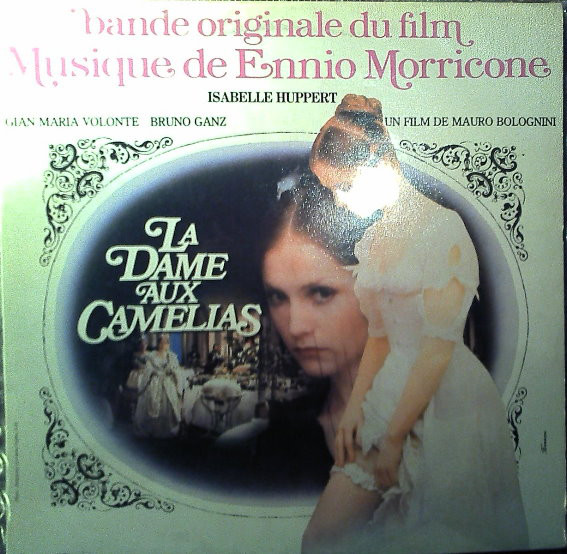 bande originale du film
Musique de Ennio Morricone
ISABELLE HUPPERT
GIAN MARIA VOLONTE BRUNO GANZ UN FILM DE MAURO BOLOGNINI
LA
DAME
AUX
CAMELIAS